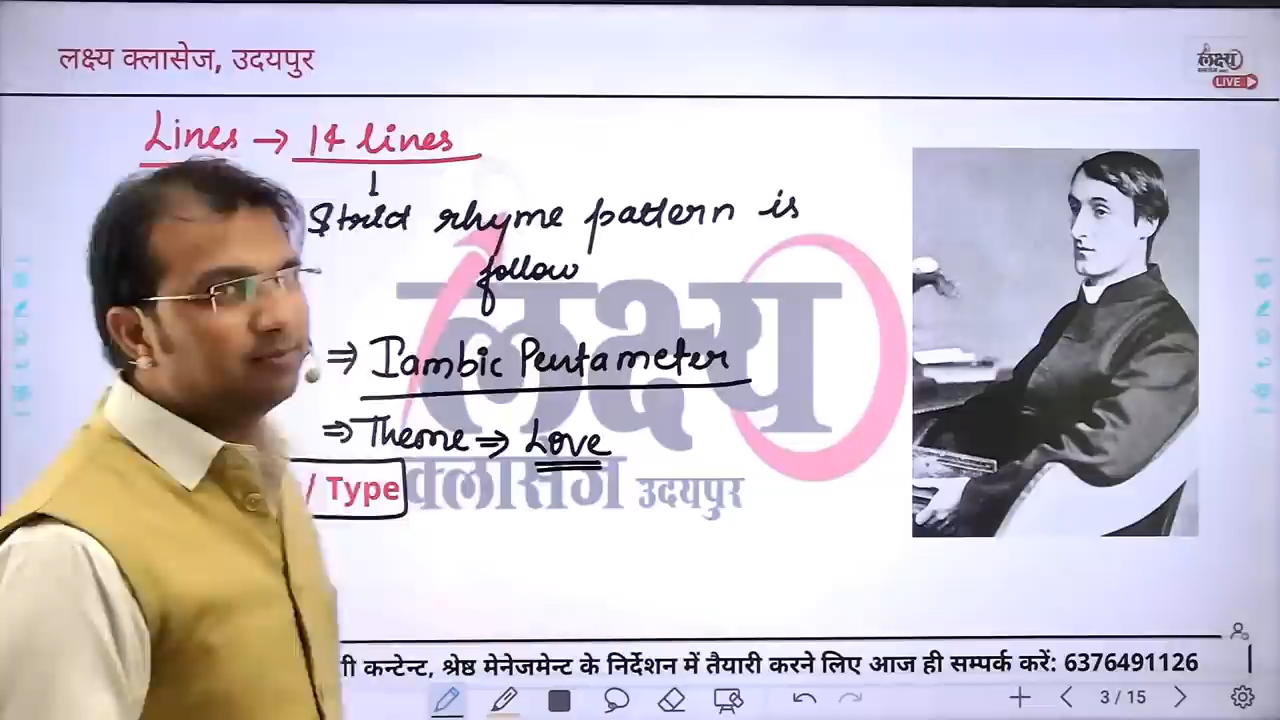 लक्ष्य क्लासेज, उदयपुर
लक्ष्य
LIVE
Lines → 14 lines
↓
Strict rhyme pattern is
follow
⇒ Iambic Pentameter
⇒ Theme ⇒ Love
/ Type
लक्ष्य
क्लासेज उदयपुर
कन्टेन्ट, श्रेष्ठ मेनेजमेन्ट के निर्देशन में तैयारी करने लिए आज ही सम्पर्क करें: 6376491126
3 / 15